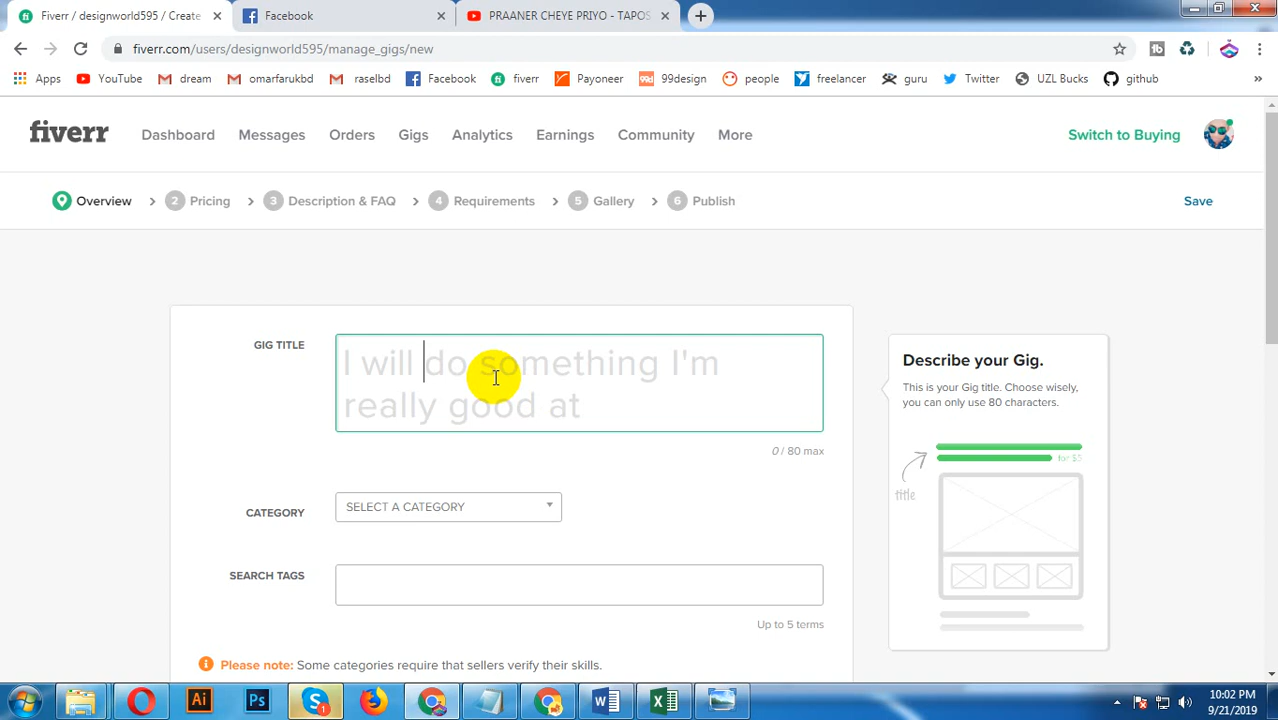 Fiverr / designworld595 / Create
Facebook
PRAANER CHEYE PRIYO - TAPOS
fiverr.com/users/designworld595/manage_gigs/new
Apps
YouTube
dream
omarfarukbd
raselbd
Facebook
fiverr
Payoneer
99design
people
freelancer
guru
Twitter
UZL Bucks
github
fiverr
Dashboard
Messages
Orders
Gigs
Analytics
Earnings
Community
More
Switch to Buying
Overview
2 Pricing
3 Description & FAQ
4 Requirements
5 Gallery
6 Publish
Save
GIG TITLE
I will do something I'm
really good at
0 / 80 max
CATEGORY
SELECT A CATEGORY
SEARCH TAGS
Up to 5 terms
Please note: Some categories require that sellers verify their skills.
Describe your Gig.
This is your Gig title. Choose wisely,
you can only use 80 characters.
for $5
title
10:02 PM
9/21/2019